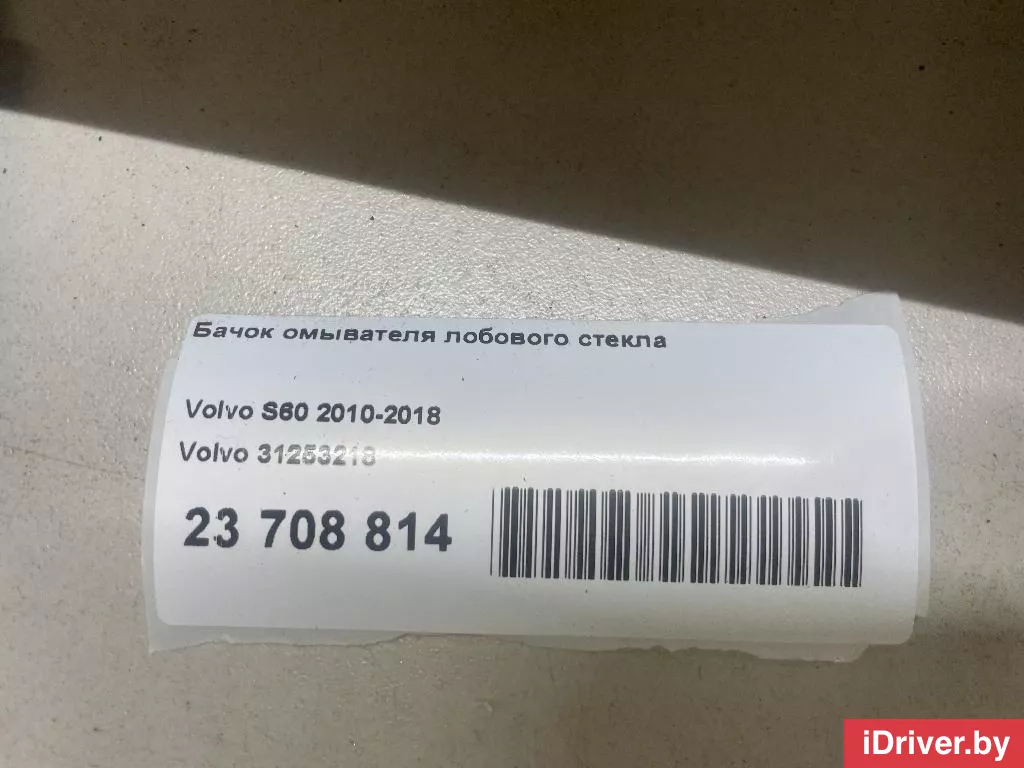 Бачок омывателя лобового стекла
Volvo S60 2010-2018
Volvo 31253218
23 708 814
iDriver.by